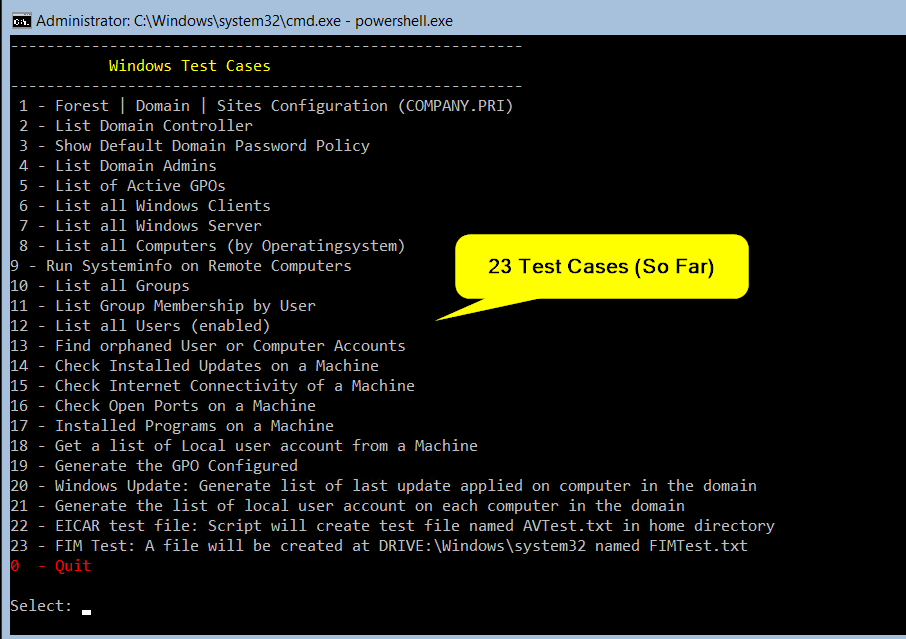 Administrator: C:\Windows\system32\cmd.exe - powershell.exe
---------------------------------------------------------
Windows Test Cases
---------------------------------------------------------
1 - Forest | Domain | Sites Configuration (COMPANY.PRI)
2 - List Domain Controller
3 - Show Default Domain Password Policy
4 - List Domain Admins
5 - List of Active GPOs
6 - List all Windows Clients
7 - List all Windows Server
8 - List all Computers (by Operatingsystem)
9 - Run Systeminfo on Remote Computers
23 Test Cases (So Far)
10 - List all Groups
11 - List Group Membership by User
12 - List all Users (enabled)
13 - Find orphaned User or Computer Accounts
14 - Check Installed Updates on a Machine
15 - Check Internet Connectivity of a Machine
16 - Check Open Ports on a Machine
17 - Installed Programs on a Machine
18 - Get a list of Local user account from a Machine
19 - Generate the GPO Configured
20 - Windows Update: Generate list of last update applied on computer in the domain
21 - Generate the list of local user account on each computer in the domain
22 - EICAR test file: Script will create test file named AVTest.txt in home directory
23 - FIM Test: A file will be created at DRIVE:\Windows\system32 named FIMTest.txt
0 - Quit
Select: